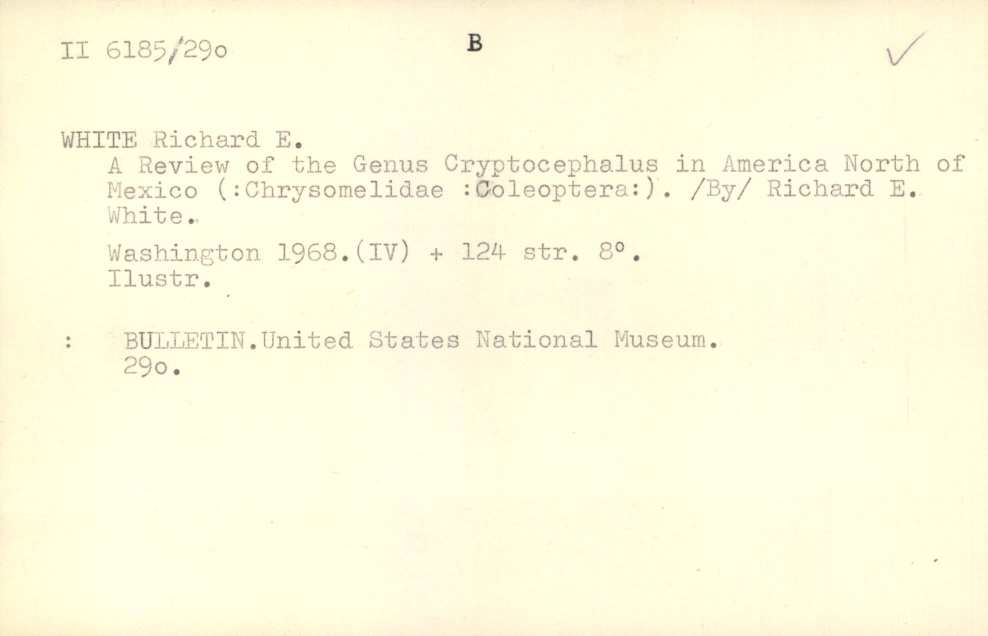 II 6185/29o
B
WHITE Richard E.
A Review of the Genus Cryptocephalus in America North of
Mexico (:Chrysomelidae :Coleoptera:). /By/ Richard E.
White.
Washington 1968.(IV) + 124 str. 8°.
Ilustr.
: BULLETIN.United States National Museum.
29o.